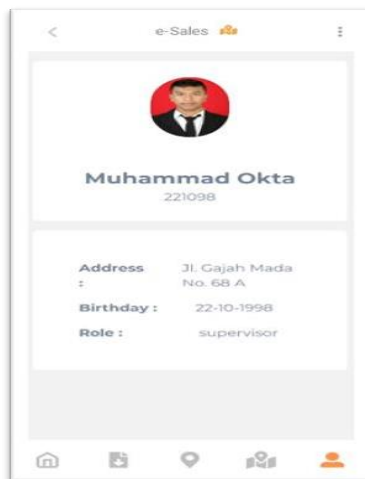 e-Sales
Muhammad Okta
221098
Address : Jl. Gajah Mada No. 68 A
Birthday : 22-10-1998
Role : supervisor